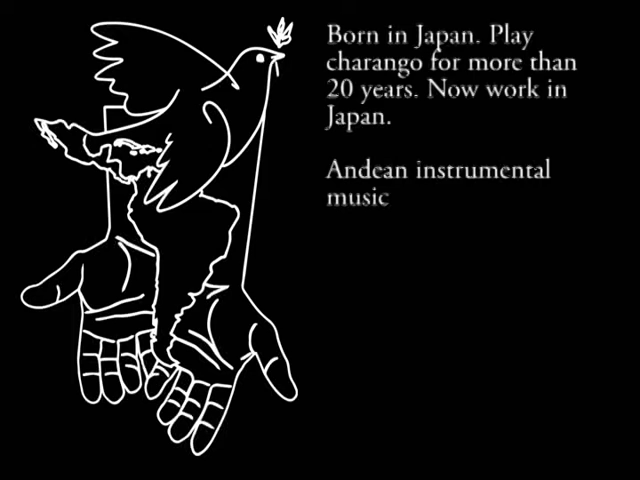 Born in Japan. Play
charango for more than
20 years. Now work in
Japan.
Andean instrumental
music